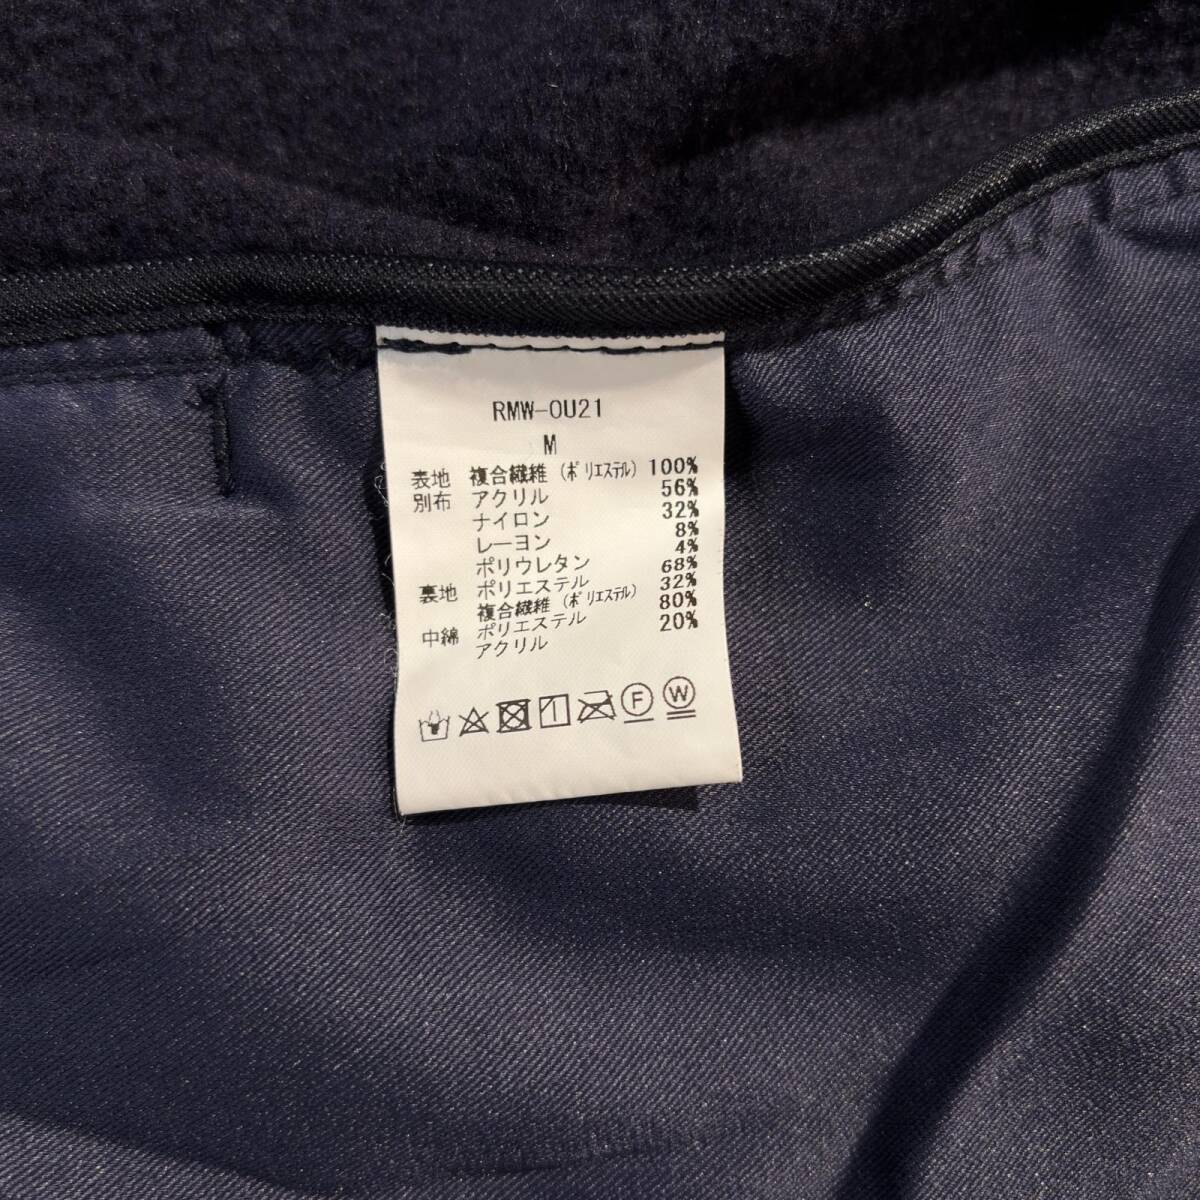 RMW-OU21
M
表地 複合繊維(ポリエステル) 100%
別布 アクリル 56%
ナイロン 32%
レーヨン 8%
ポリウレタン 4%
裏地 ポリエステル 68%
複合繊維(ポリエステル) 32%
中綿 ポリエステル 80%
アクリル 20%
F W